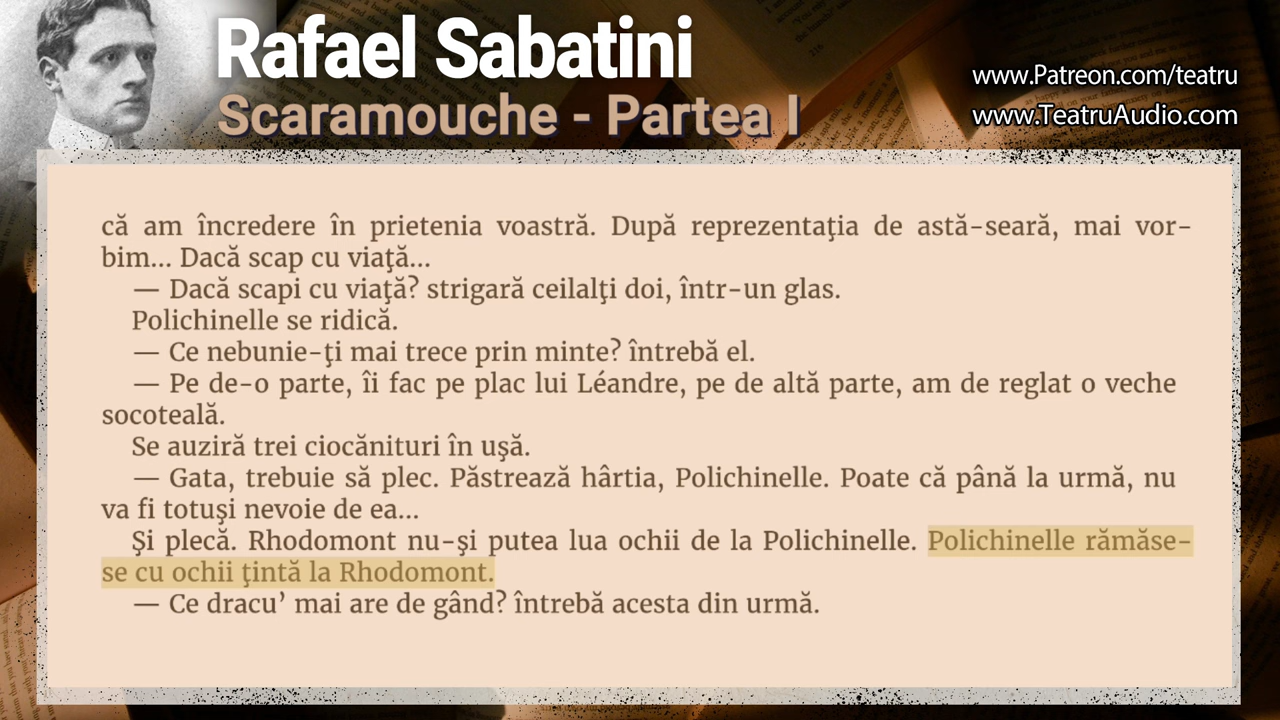 Rafael Sabatini
Scaramouche - Partea I
www.Patreon.com/teatru
www.TeatruAudio.com
că am încredere în prietenia voastră. După reprezentaţia de astă-seară, mai vor-
bim... Dacă scap cu viaţă...
— Dacă scapi cu viaţă? strigară ceilalţi doi, într-un glas.
Polichinelle se ridică.
— Ce nebunie-ţi mai trece prin minte? întrebă el.
— Pe de-o parte, îi fac pe plac lui Léandre, pe de altă parte, am de reglat o veche
socoteală.
Se auziră trei ciocănituri în uşă.
— Gata, trebuie să plec. Păstrează hârtia, Polichinelle. Poate că până la urmă, nu
va fi totuşi nevoie de ea...
Şi plecă. Rhodomont nu-şi putea lua ochii de la Polichinelle. Polichinelle rămăse-
se cu ochii ţintă la Rhodomont.
— Ce dracu’ mai are de gând? întrebă acesta din urmă.